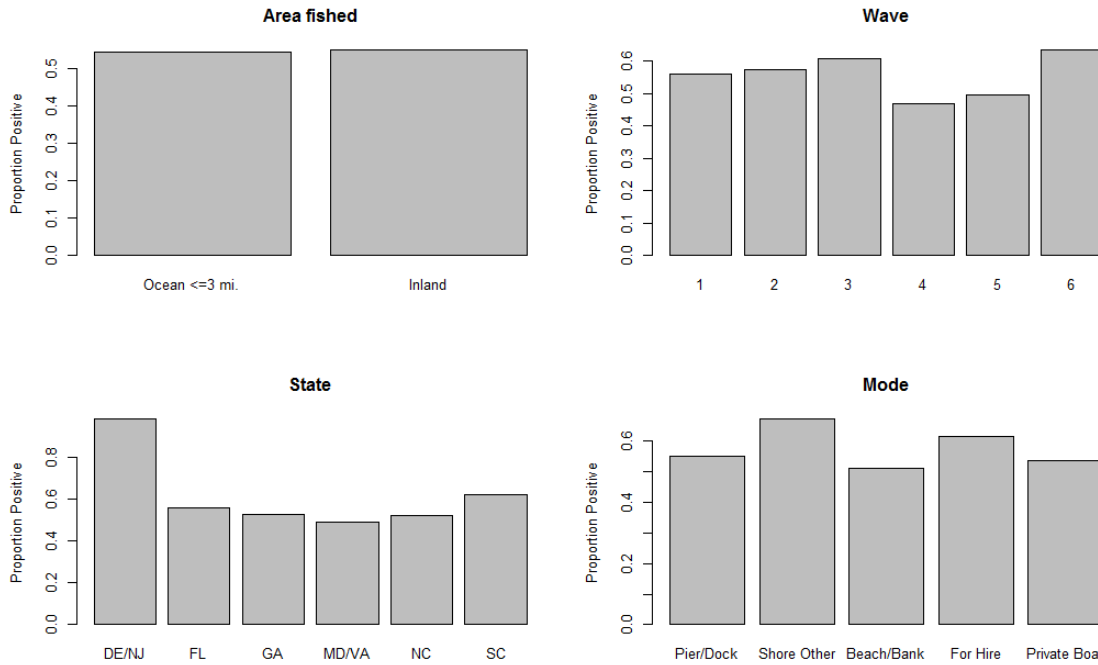 Area fished
Proportion Positive
0.0 0.1 0.2 0.3 0.4 0.5
Ocean <=3 mi. Inland
Wave
Proportion Positive
0.0 0.1 0.2 0.3 0.4 0.5 0.6
1 2 3 4 5 6
State
Proportion Positive
0.0 0.2 0.4 0.6 0.8
DE/NJ FL GA MD/VA NC SC
Mode
Proportion Positive
0.0 0.2 0.4 0.6
Pier/Dock Shore Other Beach/Bank For Hire Private Boa